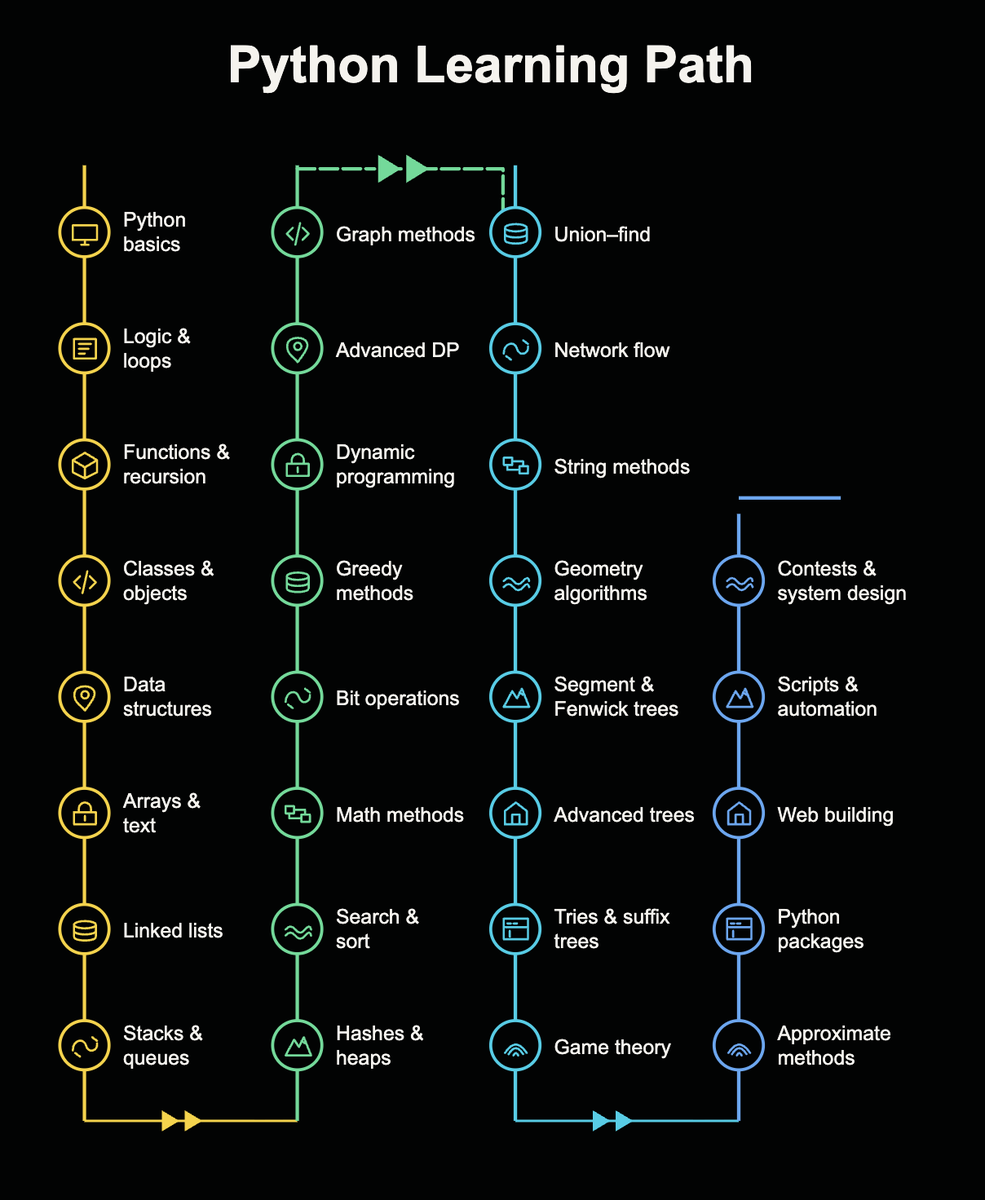 Python Learning Path
Python
basics
Logic &
loops
Functions &
recursion
Classes &
objects
Data
structures
Arrays &
text
Linked lists
Stacks &
queues
Graph methods
Advanced DP
Dynamic
programming
Greedy
methods
Bit operations
Math methods
Search &
sort
Hashes &
heaps
Union–find
Network flow
String methods
Geometry
algorithms
Segment &
Fenwick trees
Advanced trees
Tries & suffix
trees
Game theory
Contests &
system design
Scripts &
automation
Web building
Python
packages
Approximate
methods